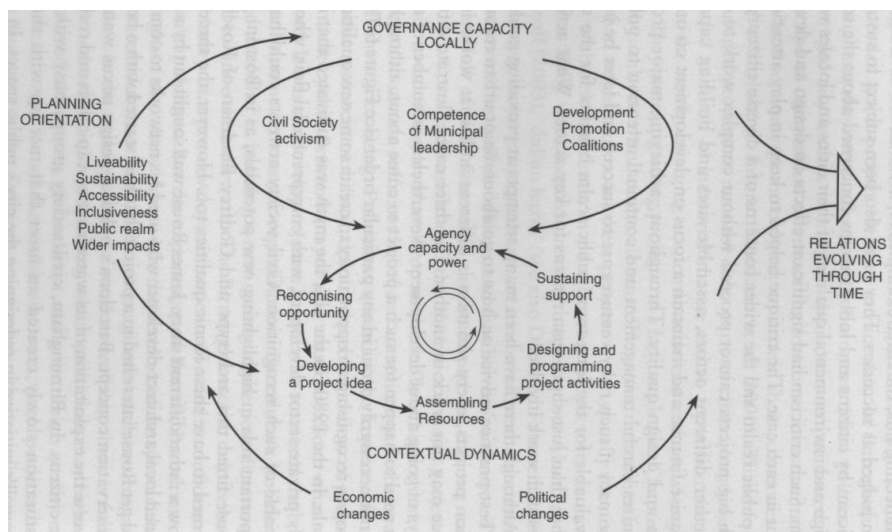 GOVERNANCE CAPACITY
LOCALLY
PLANNING
ORIENTATION
Civil Society
activism
Competence
of Municipal
leadership
Development
Promotion
Coalitions
Liveability
Sustainability
Accessibility
Inclusiveness
Public realm
Wider impacts
Agency
capacity and
power
Recognising
opportunity
Sustaining
support
RELATIONS
EVOLVING
THROUGH
TIME
Developing
a project idea
Designing and
programming
project activities
Assembling
Resources
CONTEXTUAL DYNAMICS
Economic
changes
Political
changes